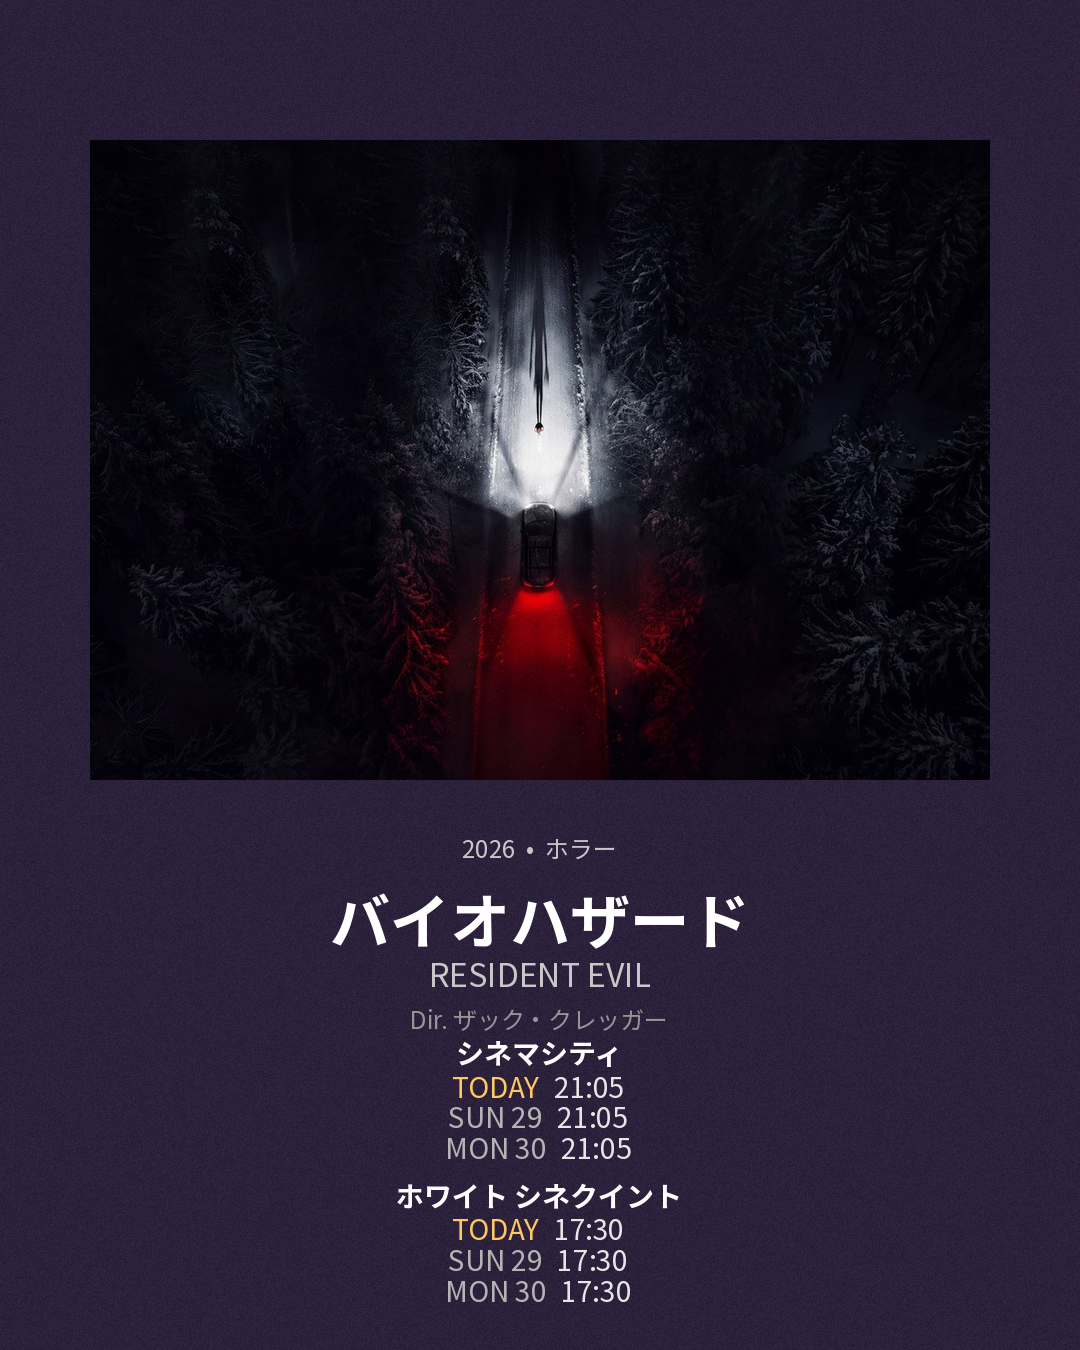 2026 • ホラー
バイオハザード
RESIDENT EVIL
Dir. ザック・クレッガー
シネマシティ
TODAY 21:05
SUN 29 21:05
MON 30 21:05
ホワイト シネクイント
TODAY 17:30
SUN 29 17:30
MON 30 17:30